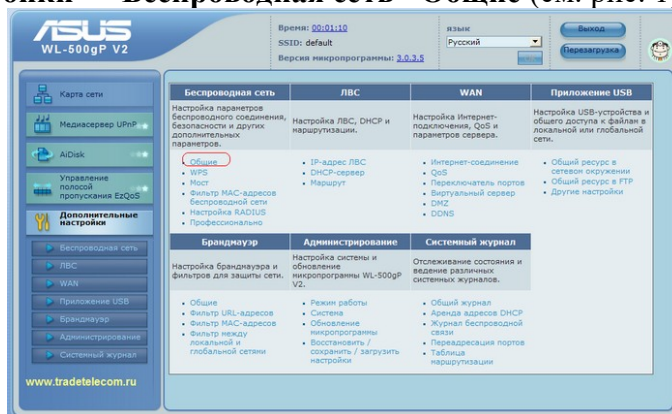 Беспроводная сеть Общие (см. рис. 1
ASUS
WL-500gP V2
Время: 00:01:10
SSID: default
Версия микропрограммы: 3.0.3.5
язык
Русский
Выход
Перезагрузка
Карта сети
Медиасервер UPnP
AiDisk
Управление
полосой
пропускания EzQoS
Дополнительные
настройки
Беспроводная сеть
ЛВС
WAN
Приложение USB
Брандмауэр
Администрирование
Системный журнал
www.tradetelecom.ru
Беспроводная сеть
Настройка параметров
беспроводного соединения,
безопасности и других
дополнительных
параметров.
Общие
WPS
Мост
Фильтр MAC-адресов
беспроводной сети
Настройка RADIUS
Профессионально
ЛВС
Настройка ЛВС, DHCP и
маршрутизации.
IP-адрес ЛВС
DHCP-сервер
Маршрут
WAN
Настройка Интернет-
подключения, QoS и
параметров сервера.
Интернет-соединение
QoS
Переключатель портов
Виртуальный сервер
DMZ
DDNS
Приложение USB
Настройка USB-устройства и
общего доступа к файлам в
локальной или глобальной
сети.
Общий ресурс в
сетевом окружении
Общий ресурс в FTP
Другие настройки
Брандмауэр
Настройка брандмауэра и
фильтров для защиты сети.
Общие
Фильтр URL-адресов
Фильтр MAC-адресов
Фильтр между
локальной и
глобальной сетями
Администрирование
Настройка системы и
обновление
микропрограммы WL-500gP
V2.
Режим работы
Система
Обновление
микропрограммы
Восстановить /
сохранить / загрузить
настройки
Системный журнал
Отслеживание состояния и
ведение различных
системных журналов.
Общий журнал
Аренда адресов DHCP
Журнал беспроводной
связи
Переадресация портов
Таблица
маршрутизации